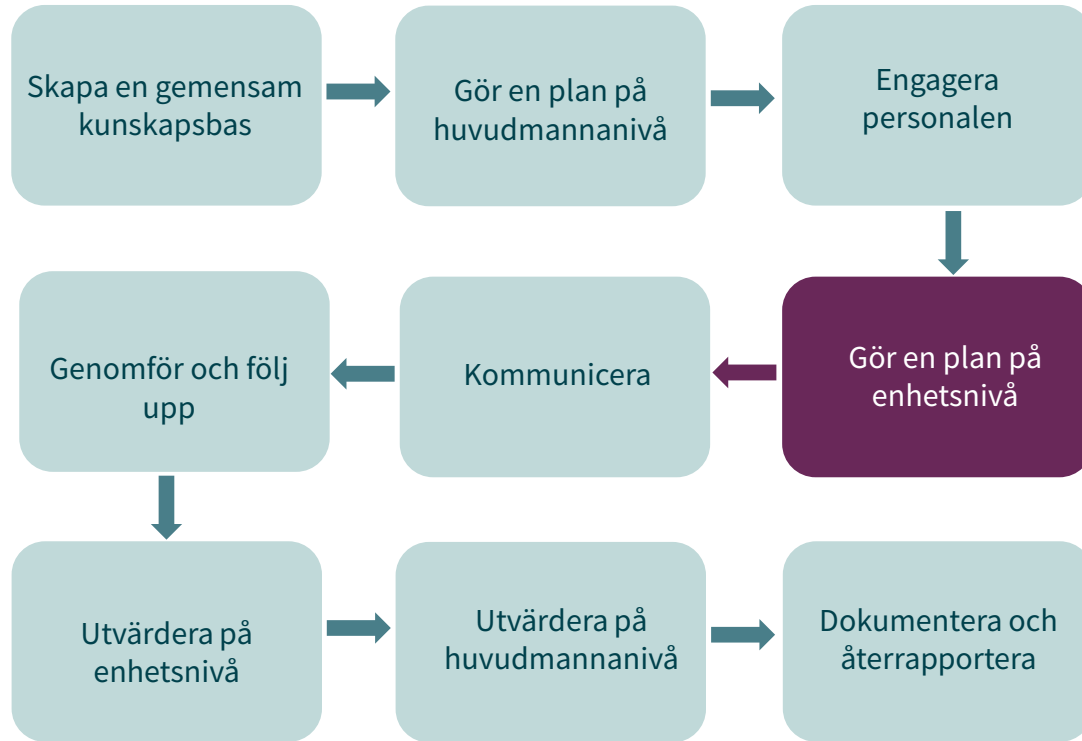 Skapa en gemensam
kunskapsbas
Gör en plan på
huvudmannanivå
Engagera
personalen
Gör en plan på
enhetsnivå
Kommunicera
Genomför och följ
upp
Utvärdera på
enhetsnivå
Utvärdera på
huvudmannanivå
Dokumentera och
återrapportera